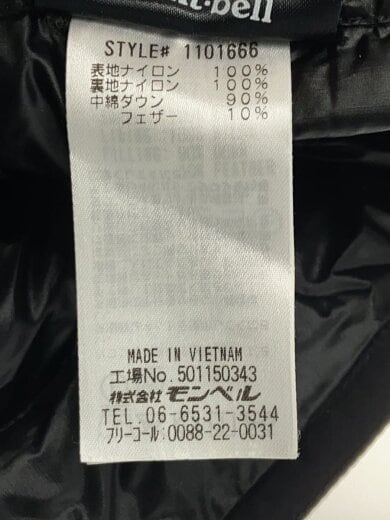 mont-bell
STYLE# 1101666
表地ナイロン 100%
裏地ナイロン 100%
中綿ダウン 90%
フェザー 10%
MADE IN VIETNAM
工場No.501150343
株式会社モンベル
TEL.06-6531-3544
フリーコール:0088-22-0031